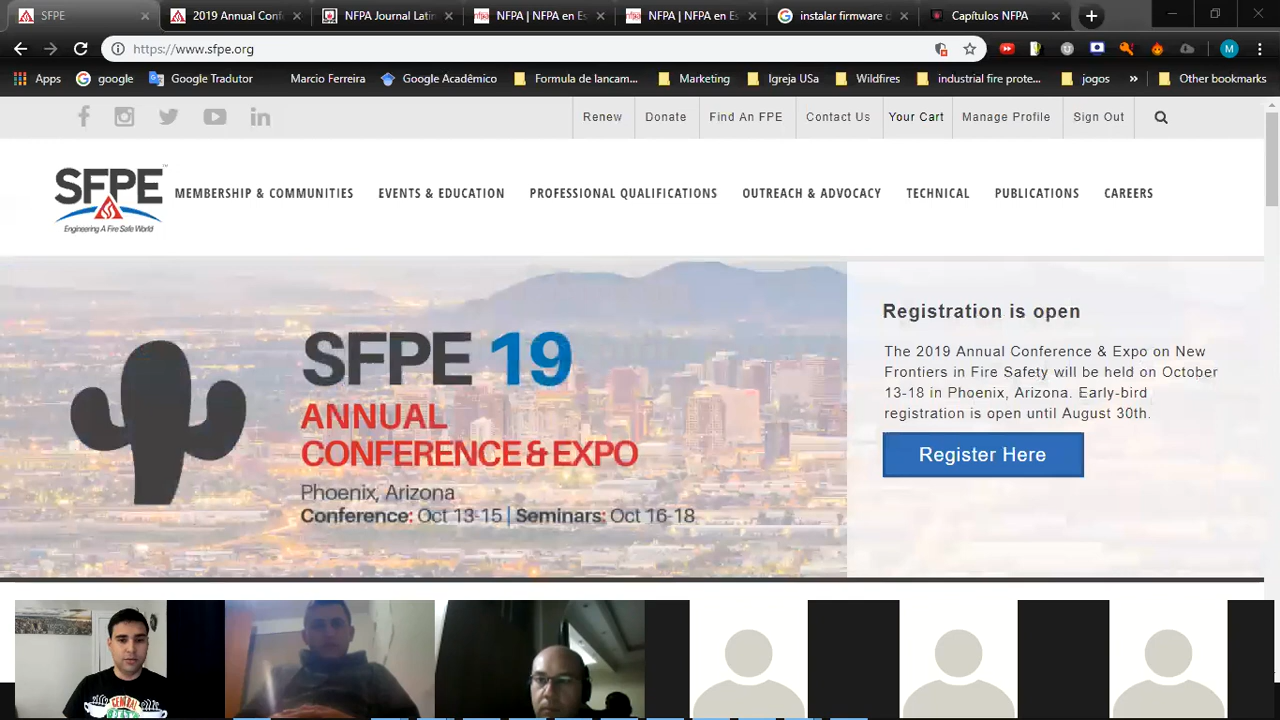 SFPE
2019 Annual Conf
NFPA Journal Latin
NFPA | NFPA en Es
NFPA | NFPA en Es
instalar firmware c
Capítulos NFPA
https://www.sfpe.org
M
Apps
google
Google Tradutor
Marcio Ferreira
Google Acadêmico
Formula de lancam...
Marketing
Igreja USa
Wildfires
industrial fire prote...
jogos
»
Other bookmarks
Renew
Donate
Find An FPE
Contact Us
Your Cart
Manage Profile
Sign Out
SFPE
Engineering A Fire Safe World
MEMBERSHIP & COMMUNITIES
EVENTS & EDUCATION
PROFESSIONAL QUALIFICATIONS
OUTREACH & ADVOCACY
TECHNICAL
PUBLICATIONS
CAREERS
SFPE 19
ANNUAL
CONFERENCE & EXPO
Phoenix, Arizona
Conference: Oct 13-15 | Seminars: Oct 16-18
Registration is open
The 2019 Annual Conference & Expo on New
Frontiers in Fire Safety will be held on October
13-18 in Phoenix, Arizona. Early-bird
registration is open until August 30th.
Register Here
CENTRAL